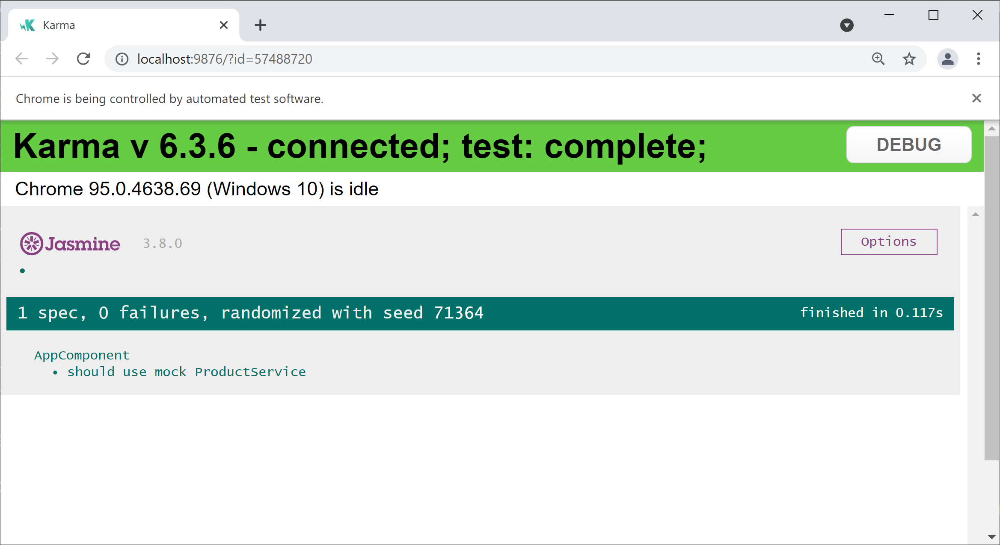 Karma
localhost:9876/?id=57488720
Chrome is being controlled by automated test software.
Karma v 6.3.6 - connected; test: complete;
DEBUG
Chrome 95.0.4638.69 (Windows 10) is idle
Jasmine 3.8.0
Options
1 spec, 0 failures, randomized with seed 71364
finished in 0.117s
AppComponent
• should use mock ProductService